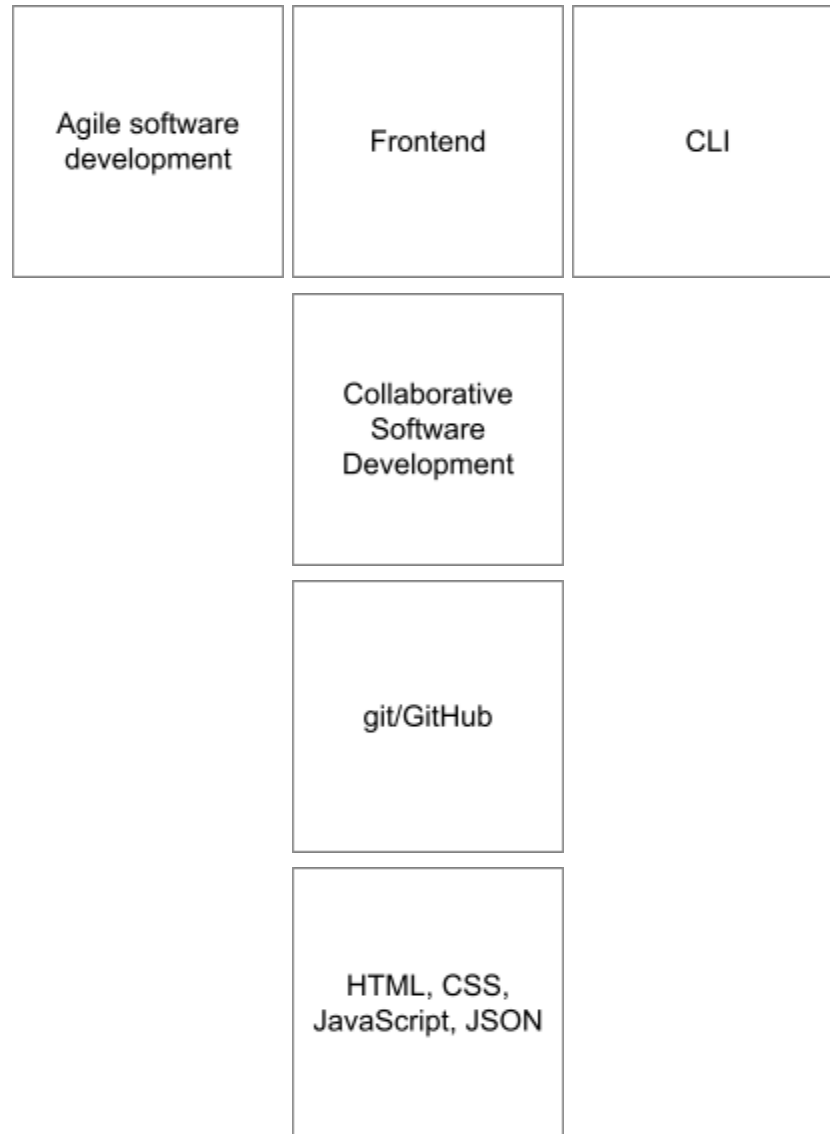 Agile software
development
Frontend
CLI
Collaborative
Software
Development
git/GitHub
HTML, CSS,
JavaScript, JSON